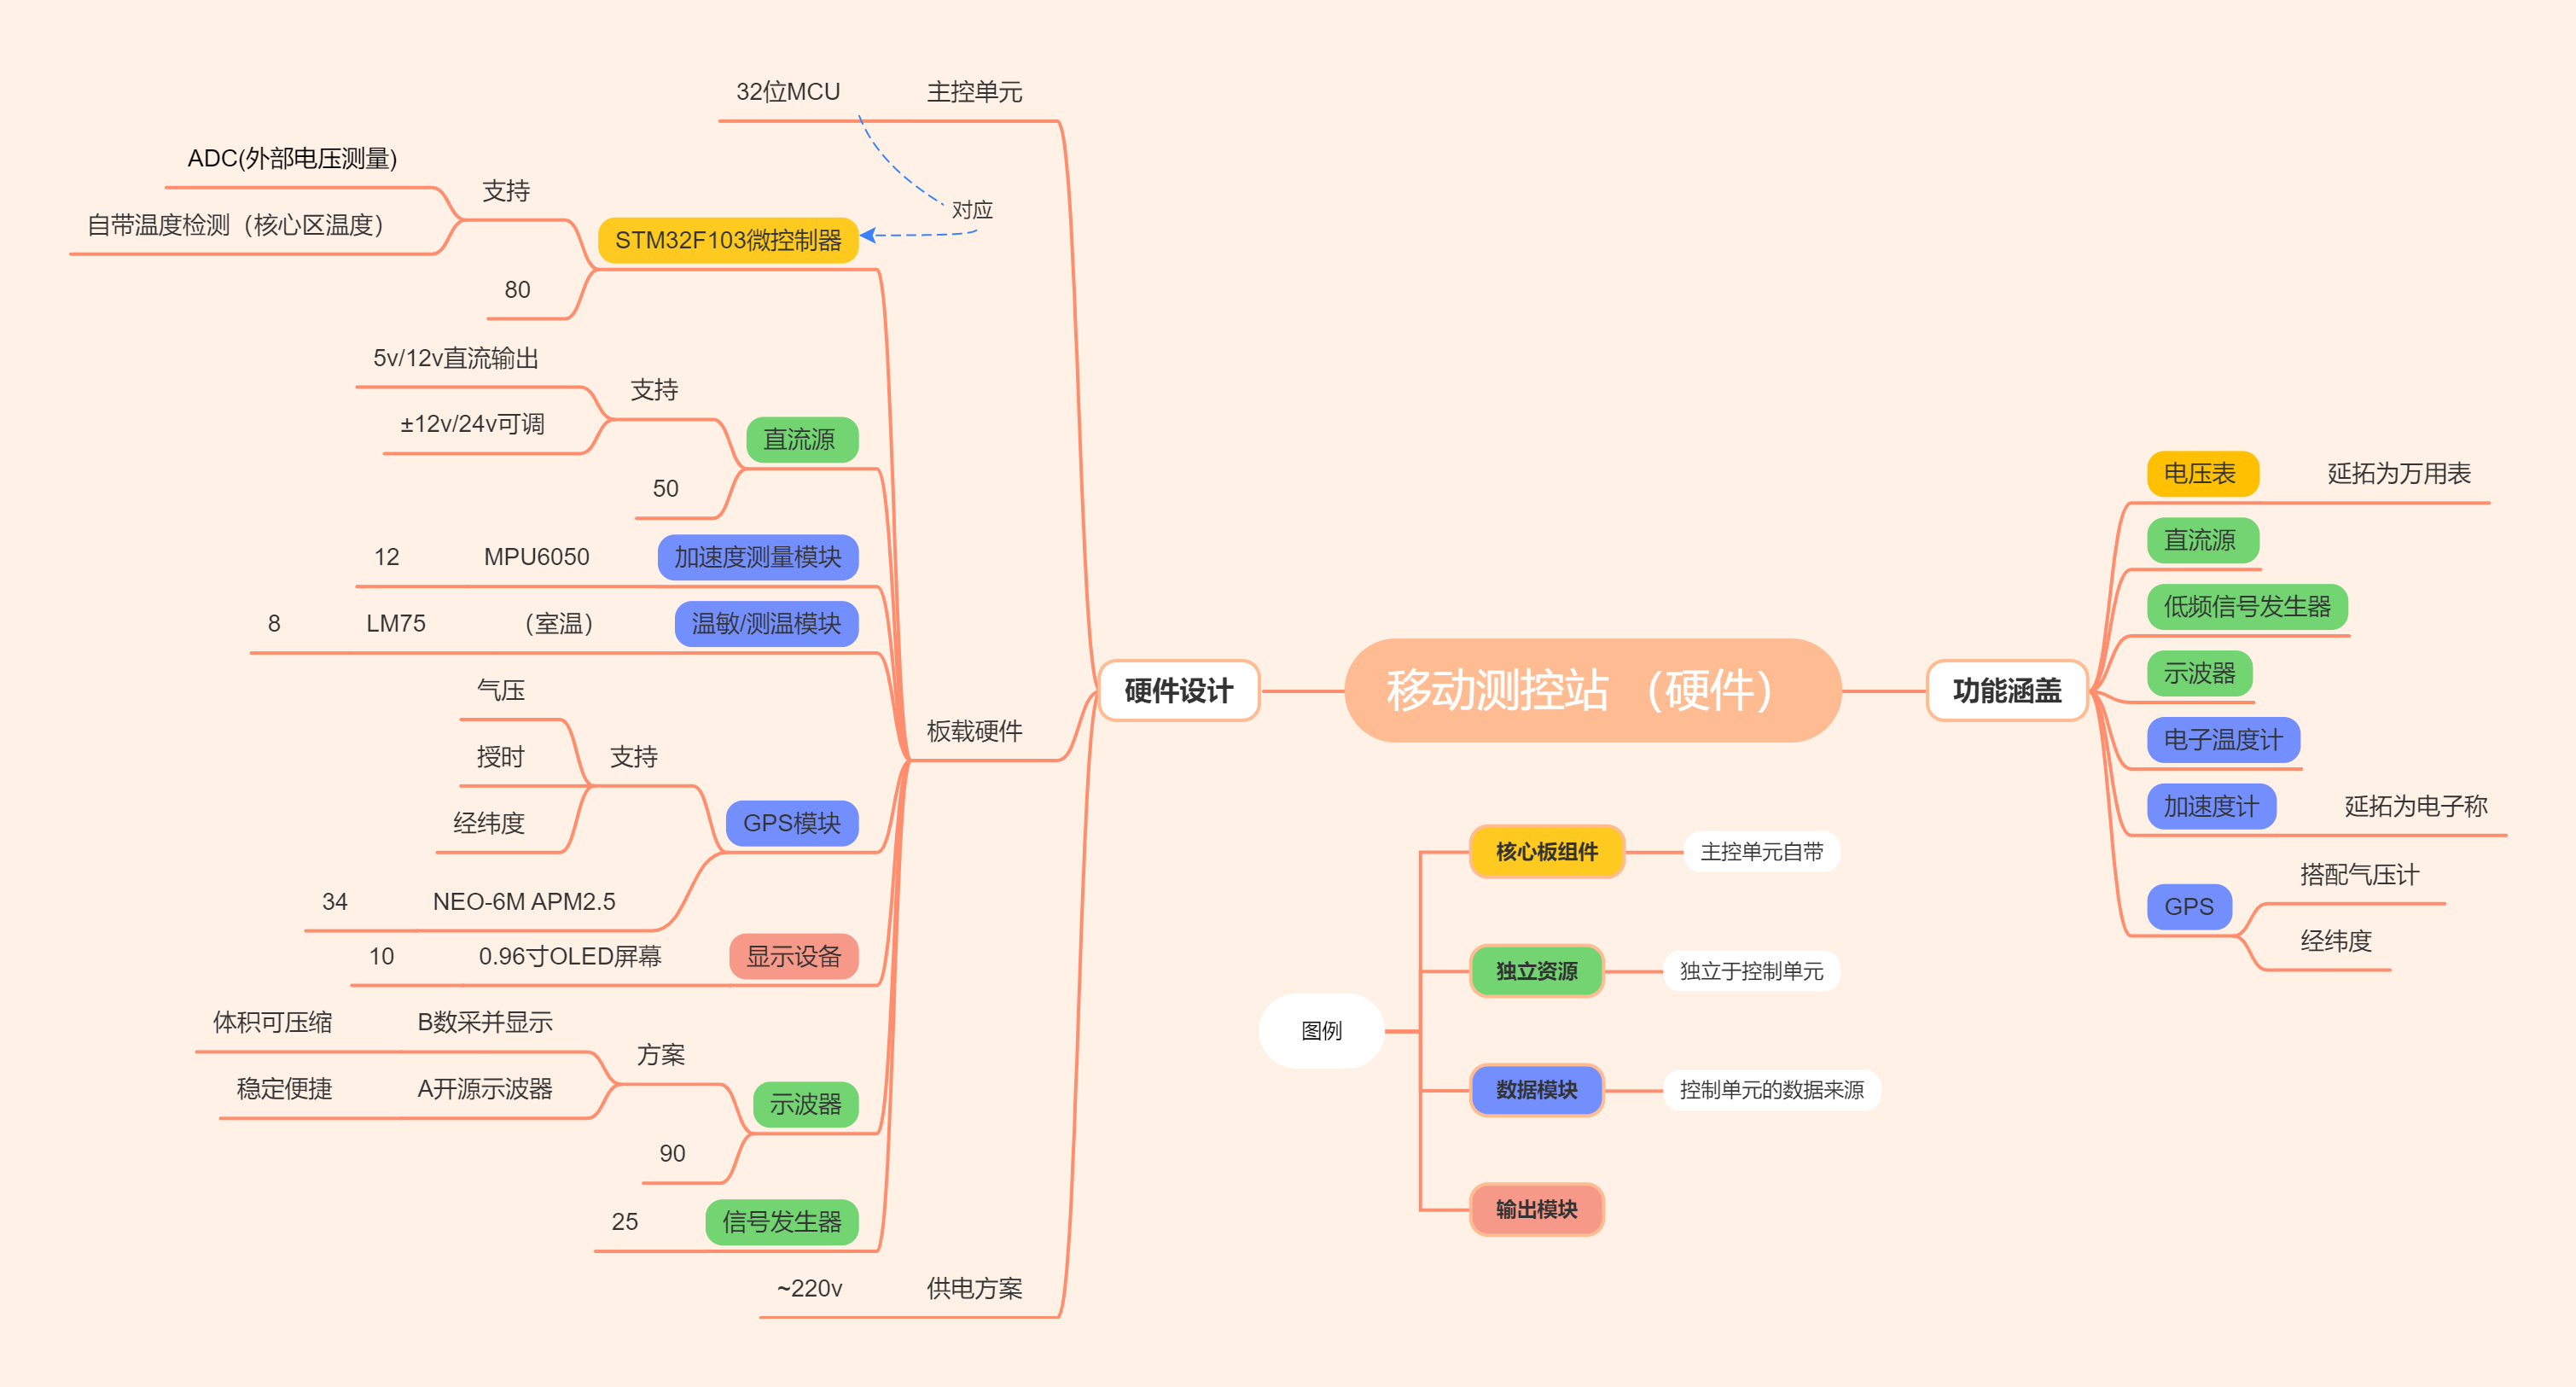 移动测控站（硬件）
硬件设计
主控单元
32位MCU
对应
板载硬件
STM32F103微控制器
支持
ADC(外部电压测量)
自带温度检测（核心区温度）
80
直流源
支持
5v/12v直流输出
±12v/24v可调
50
加速度测量模块
MPU6050
12
温敏/测温模块
（室温）
LM75
8
GPS模块
支持
气压
授时
经纬度
NEO-6M APM2.5
34
显示设备
0.96寸OLED屏幕
10
示波器
方案
B数采并显示
体积可压缩
A开源示波器
稳定便捷
90
信号发生器
25
供电方案
~220v
功能涵盖
电压表
延拓为万用表
直流源
低频信号发生器
示波器
电子温度计
加速度计
延拓为电子称
GPS
搭配气压计
经纬度
图例
核心板组件
主控单元自带
独立资源
独立于控制单元
数据模块
控制单元的数据来源
输出模块